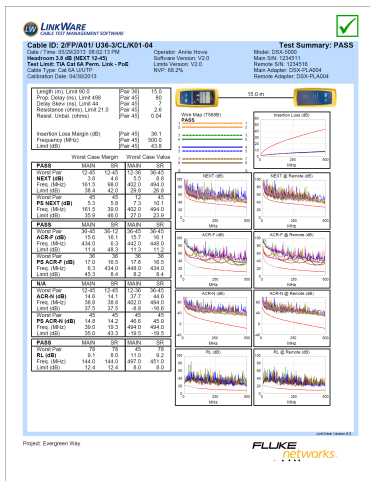 LW LINKWARE
CABLE TEST MANAGEMENT SOFTWARE
Cable ID: 2/FP/A01/ U36-3/CL/K01-04 Test Summary: PASS
Date / Time: 05/29/2013 08:02:13 PM Operator: Annie Howe Model: DSX-5000
Headroom 3.8 dB (NEXT 12-45) Software Version: V2.0 Main S/N: 1234511
Test Limit: TIA Cat 6A Perm. Link - PoE Limits Version: V2.0 Remote S/N: 1234516
Cable Type: Cat 6A U/UTP NVP: 68.2% Main Adapter: DSX-PLA004
Calibration Date: 04/30/2013 Remote Adapter: DSX-PLA004
Length (m), Limit 90.0 [Pair 36] 15.0
Prop. Delay (ns), Limit 498 [Pair 45] 80
Delay Skew (ns), Limit 44 [Pair 45] 7
Resistance (ohms), Limit 21.0 [Pair 45] 2.6
Resist. Unbal. (ohms) [Pair 45] 0.04
Insertion Loss Margin (dB) [Pair 45] 36.1
Frequency (MHz) [Pair 45] 500.0
Limit (dB) [Pair 45] 43.8
15.0 m
Wire Map (T568B)
PASS
Insertion Loss (dB)
Worst Case Margin Worst Case Value
PASS MAIN SR MAIN SR
Worst Pair 12-45 12-45 12-36 36-45
NEXT (dB) 3.8 4.6 5.5 8.8
Freq. (MHz) 161.5 98.0 402.0 494.0
Limit (dB) 38.4 42.0 29.9 26.8
Worst Pair 45 45 12 45
PS NEXT (dB) 5.3 5.8 7.3 10.1
Freq. (MHz) 161.5 39.0 402.0 494.0
Limit (dB) 35.9 46.0 27.0 23.9
PASS MAIN SR MAIN SR
Worst Pair 36-45 36-12 36-45 36-45
ACR-F (dB) 15.6 16.1 15.7 16.1
Freq. (MHz) 434.0 6.3 442.0 448.0
Limit (dB) 11.4 48.3 11.3 11.2
Worst Pair 36 36 36 36
PS ACR-F (dB) 17.0 16.5 17.6 16.5
Freq. (MHz) 6.3 434.0 448.0 434.0
Limit (dB) 45.3 8.4 8.2 8.4
N/A MAIN SR MAIN SR
Worst Pair 12-45 12-45 12-36 36-45
ACR-N (dB) 14.6 14.1 37.7 44.6
Freq. (MHz) 38.8 38.8 402.0 494.0
Limit (dB) 37.5 37.5 -8.6 -16.6
Worst Pair 45 45 45 45
PS ACR-N (dB) 14.8 14.2 46.6 45.9
Freq. (MHz) 39.0 19.3 494.0 494.0
Limit (dB) 35.0 43.3 -19.5 -19.5
PASS MAIN SR MAIN SR
Worst Pair 78 78 45 78
RL (dB) 9.1 8.0 11.0 9.2
Freq. (MHz) 144.0 144.0 497.0 451.0
Limit (dB) 12.4 12.4 8.0 8.0
NEXT (dB) NEXT @ Remote (dB)
ACR-F (dB) ACR-F @ Remote (dB)
ACR-N (dB) ACR-N @ Remote (dB)
RL (dB) RL @ Remote (dB)
0 250 500
MHz
Project: Evergreen Way
FLUKE
networks.